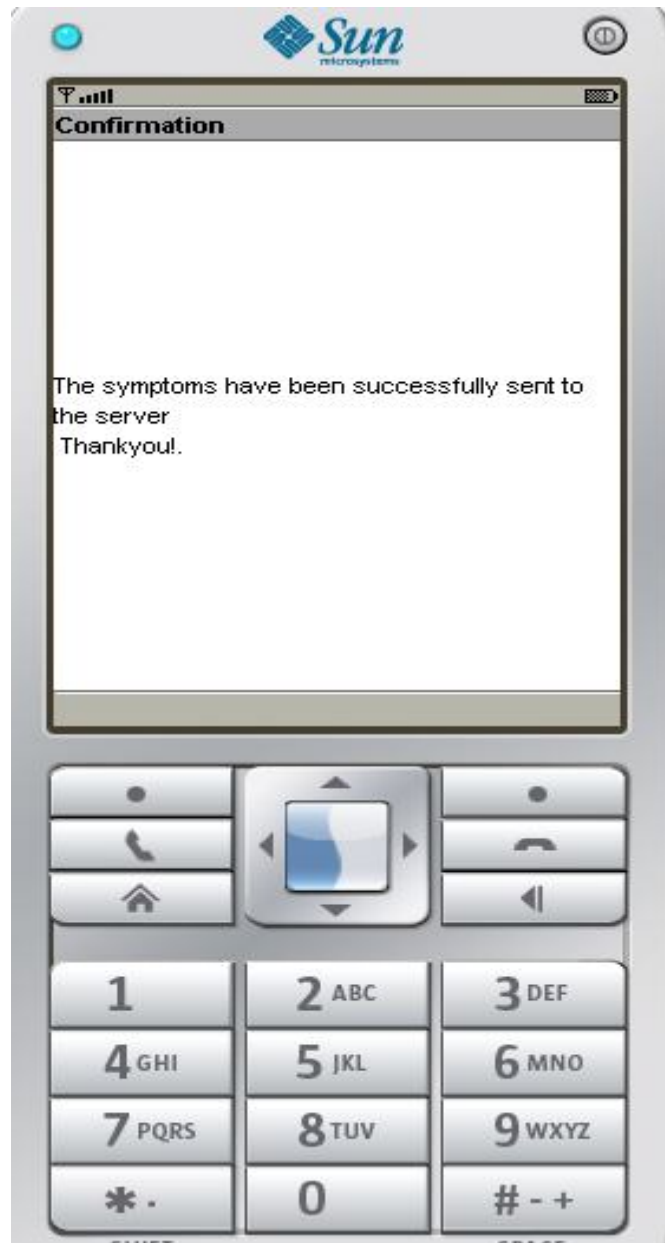 Sun
microsystems
Confirmation
The symptoms have been successfully sent to
the server
Thankyou!.
1
2 ABC
3 DEF
4 GHI
5 JKL
6 MNO
7 PQRS
8 TUV
9 WXYZ
* .
0
# - +